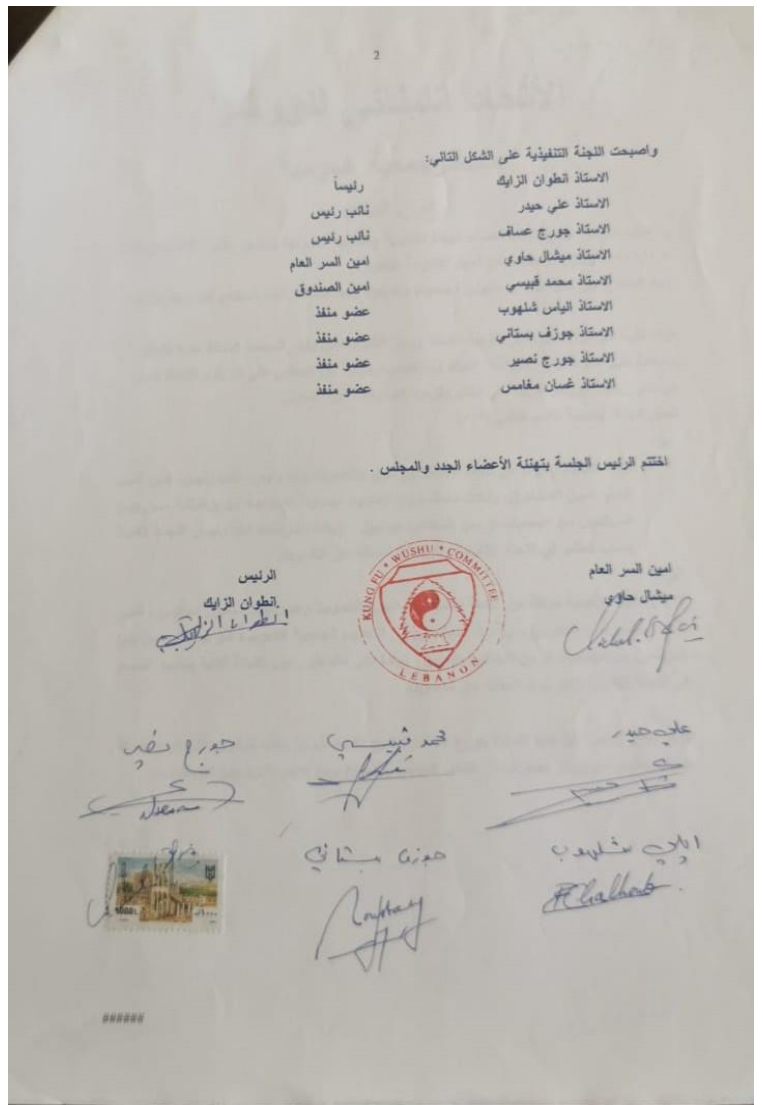 2
واصبحت اللجنة التنفيذية على الشكل التالي:
الاستاذ انطوان الزايك رئيساً
الاستاذ علي حيدر نائب رئيس
الاستاذ جورج عساف نائب رئيس
الاستاذ ميشال حاوي امين السر العام
الاستاذ محمد قبيسي امين الصندوق
الاستاذ الياس شلهوب عضو منفذ
الاستاذ جوزف بستاني عضو منفذ
الاستاذ جورج نصير عضو منفذ
الاستاذ غسان مغامس عضو منفذ
اختتم الرئيس الجلسة بتهنئة الأعضاء الجدد والمجلس .
امين السر العام الرئيس
ميشال حاوي انطوان الزايك
انطوان الزايك
KUNG FU * WUSHU * COMMITTEE
LEBANON
علي حيدر محمد قبيسي جورج نصير
ايلي شلهوب جوزف بستاني
######